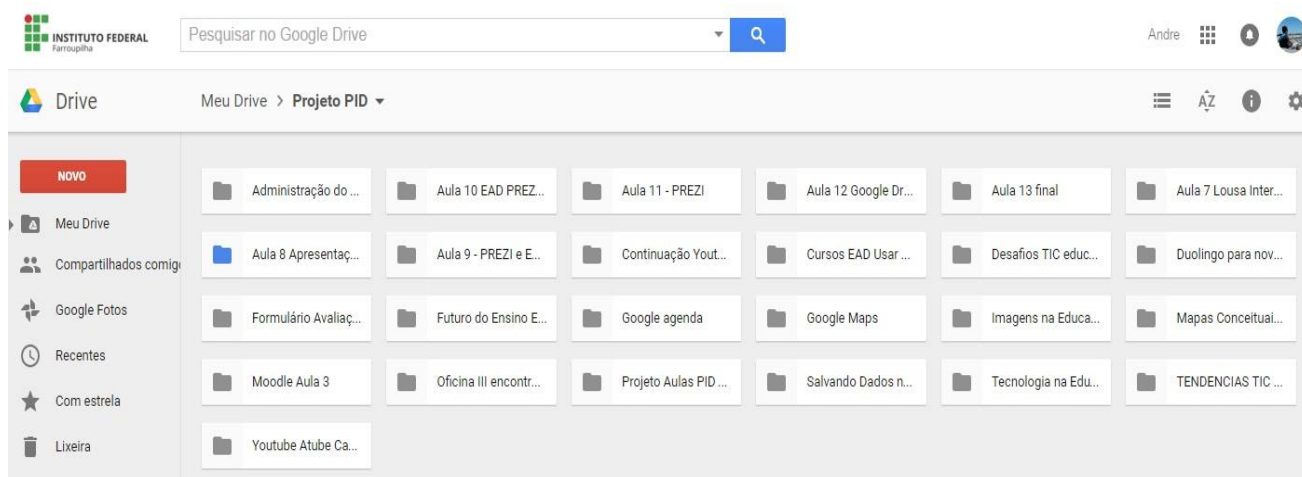 INSTITUTO FEDERAL
Farroupilha
Pesquisar no Google Drive
Andre
Drive
Meu Drive > Projeto PID
AZ
NOVO
Meu Drive
Compartilhados comig
Google Fotos
Recentes
Com estrela
Lixeira
Administração do ...
Aula 10 EAD PREZ...
Aula 11 - PREZI
Aula 12 Google Dr...
Aula 13 final
Aula 7 Lousa Inter...
Aula 8 Apresentaç...
Aula 9 - PREZI e E...
Continuação Yout...
Cursos EAD Usar ...
Desafios TIC educ...
Duolingo para nov...
Formulário Avaliaç...
Futuro do Ensino E...
Google agenda
Google Maps
Imagens na Educa...
Mapas Conceituai...
Moodle Aula 3
Oficina III encontr...
Projeto Aulas PID ...
Salvando Dados n...
Tecnologia na Edu...
TENDENCIAS TIC ...
Youtube Atube Ca...